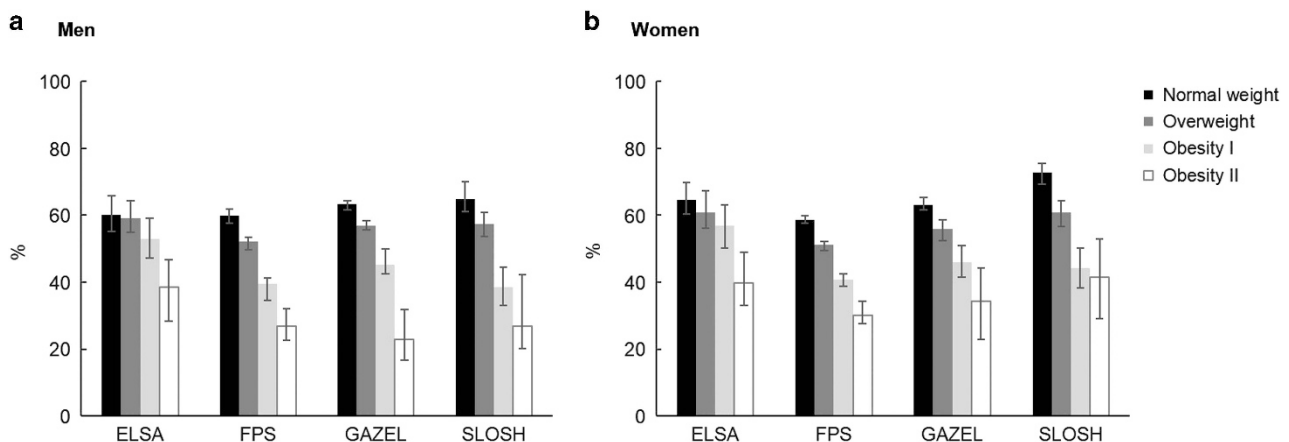 a Men
100
80
60
40
20
0
%
ELSA FPS GAZEL SLOSH
b Women
100
80
60
40
20
0
%
ELSA FPS GAZEL SLOSH
Normal weight
Overweight
Obesity I
Obesity II